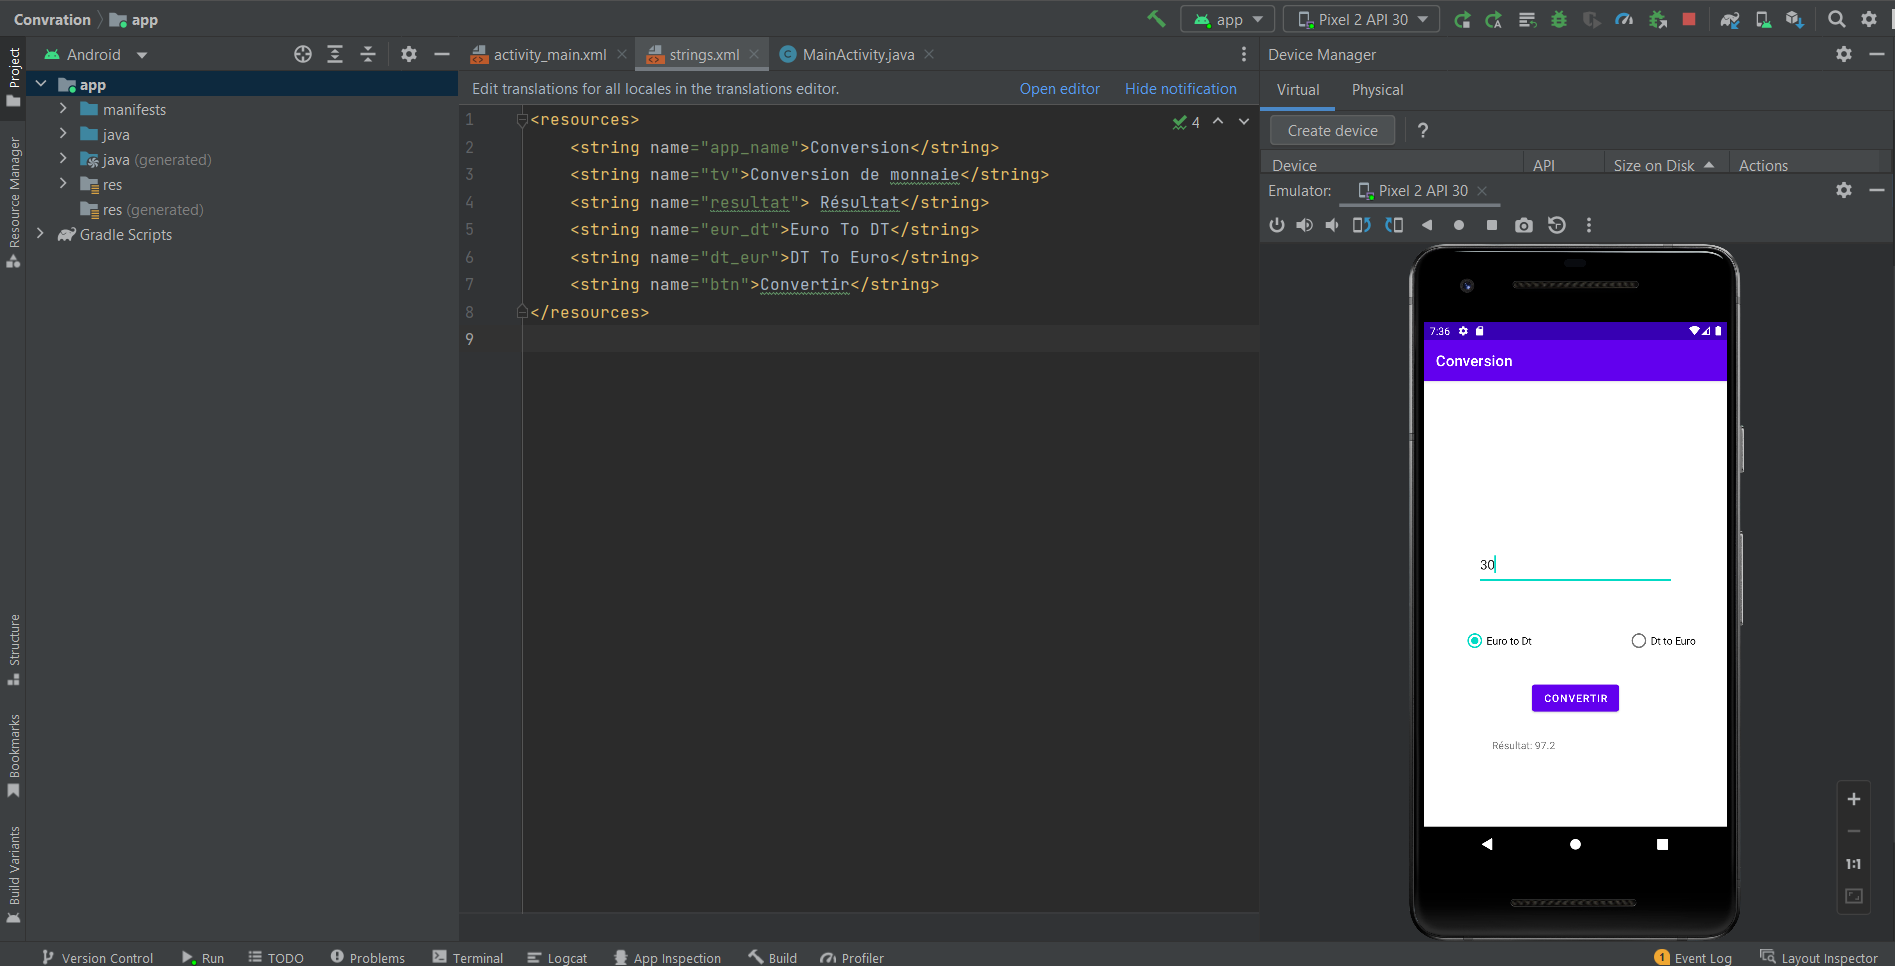 Convration app
app
Pixel 2 API 30
Project
Resource Manager
Structure
Bookmarks
Build Variants
Android
app
manifests
java
java (generated)
res
res (generated)
Gradle Scripts
activity_main.xml
strings.xml
MainActivity.java
Edit translations for all locales in the translations editor.
Open editor
Hide notification
4
1 <resources>
2 <string name="app_name">Conversion</string>
3 <string name="tv">Conversion de monnaie</string>
4 <string name="resultat"> Résultat</string>
5 <string name="eur_dt">Euro To DT</string>
6 <string name="dt_eur">DT To Euro</string>
7 <string name="btn">Convertir</string>
8 </resources>
9
Device Manager
Virtual Physical
Create device ?
Device API Size on Disk Actions
Emulator: Pixel 2 API 30
7:36
Conversion
30
Euro to Dt Dt to Euro
CONVERTIR
Résultat: 97.2
1:1
Version Control Run TODO Problems Terminal Logcat App Inspection Build Profiler
1 Event Log Layout Inspector